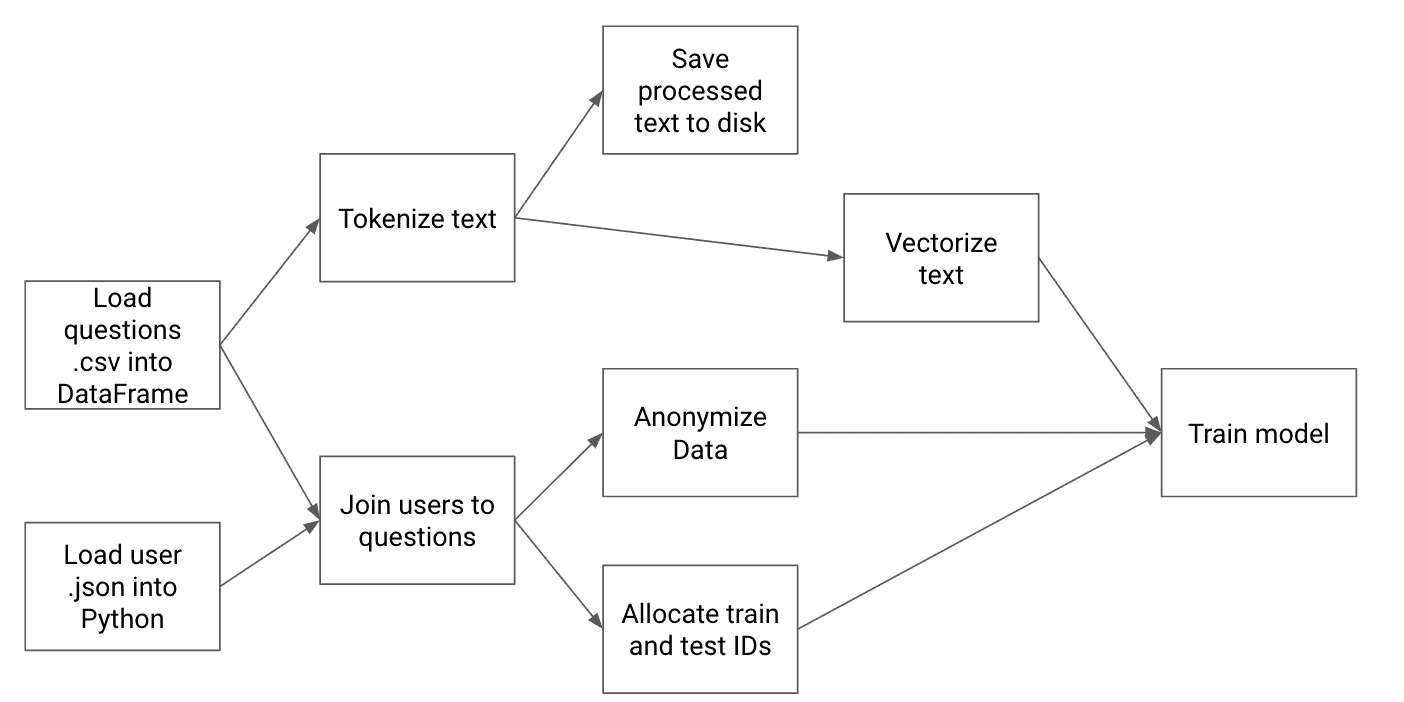 Save
processed
text to disk
Tokenize text
Vectorize
text
Load
questions
.csv into
DataFrame
Anonymize
Data
Train model
Join users to
questions
Load user
.json into
Python
Allocate train
and test IDs